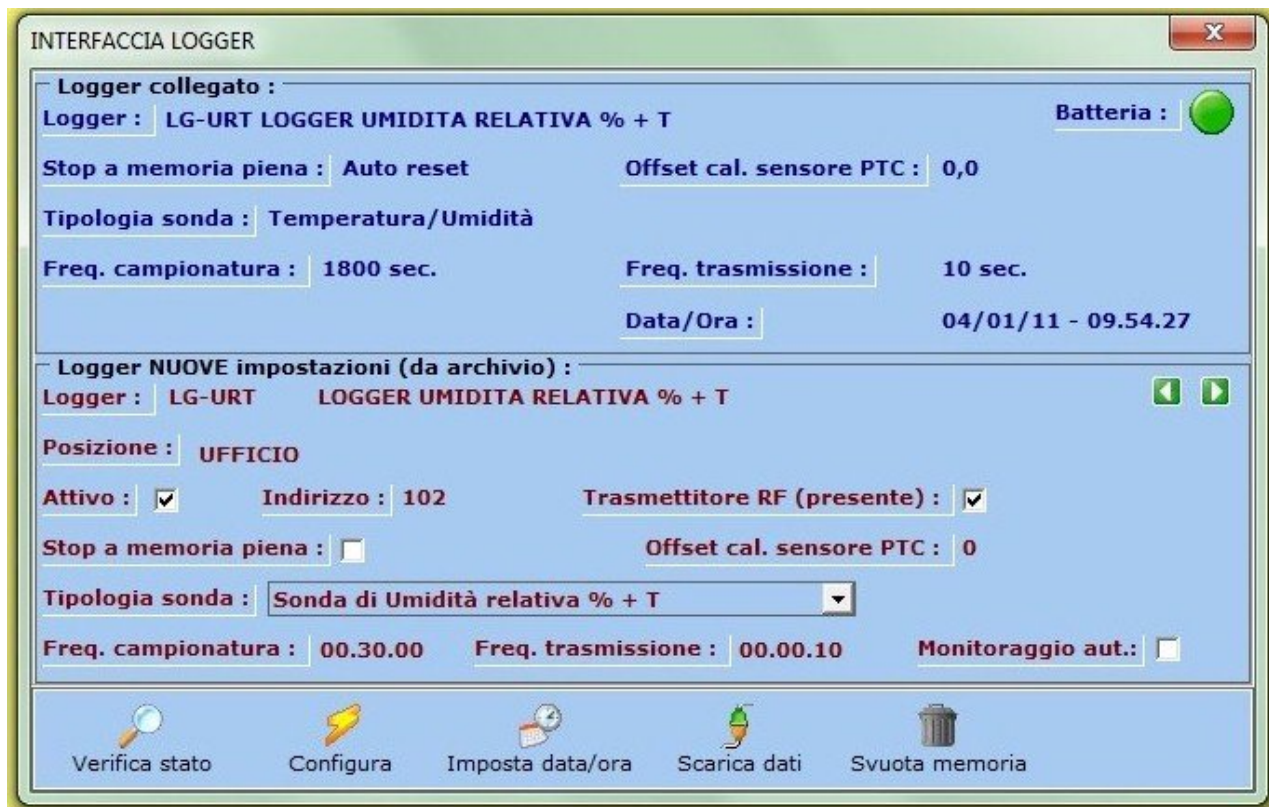 INTERFACCIA LOGGER
Logger collegato :
Logger : LG-URT LOGGER UMIDITA RELATIVA % + T Batteria :
Stop a memoria piena : Auto reset Offset cal. sensore PTC : 0,0
Tipologia sonda : Temperatura/Umidità
Freq. campionatura : 1800 sec. Freq. trasmissione : 10 sec.
Data/Ora : 04/01/11 - 09.54.27
Logger NUOVE impostazioni (da archivio) :
Logger : LG-URT LOGGER UMIDITA RELATIVA % + T
Posizione : UFFICIO
Attivo : Indirizzo : 102 Trasmettitore RF (presente) :
Stop a memoria piena : Offset cal. sensore PTC : 0
Tipologia sonda : Sonda di Umidità relativa % + T
Freq. campionatura : 00.30.00 Freq. trasmissione : 00.00.10 Monitoraggio aut.:
Verifica stato Configura Imposta data/ora Scarica dati Svuota memoria